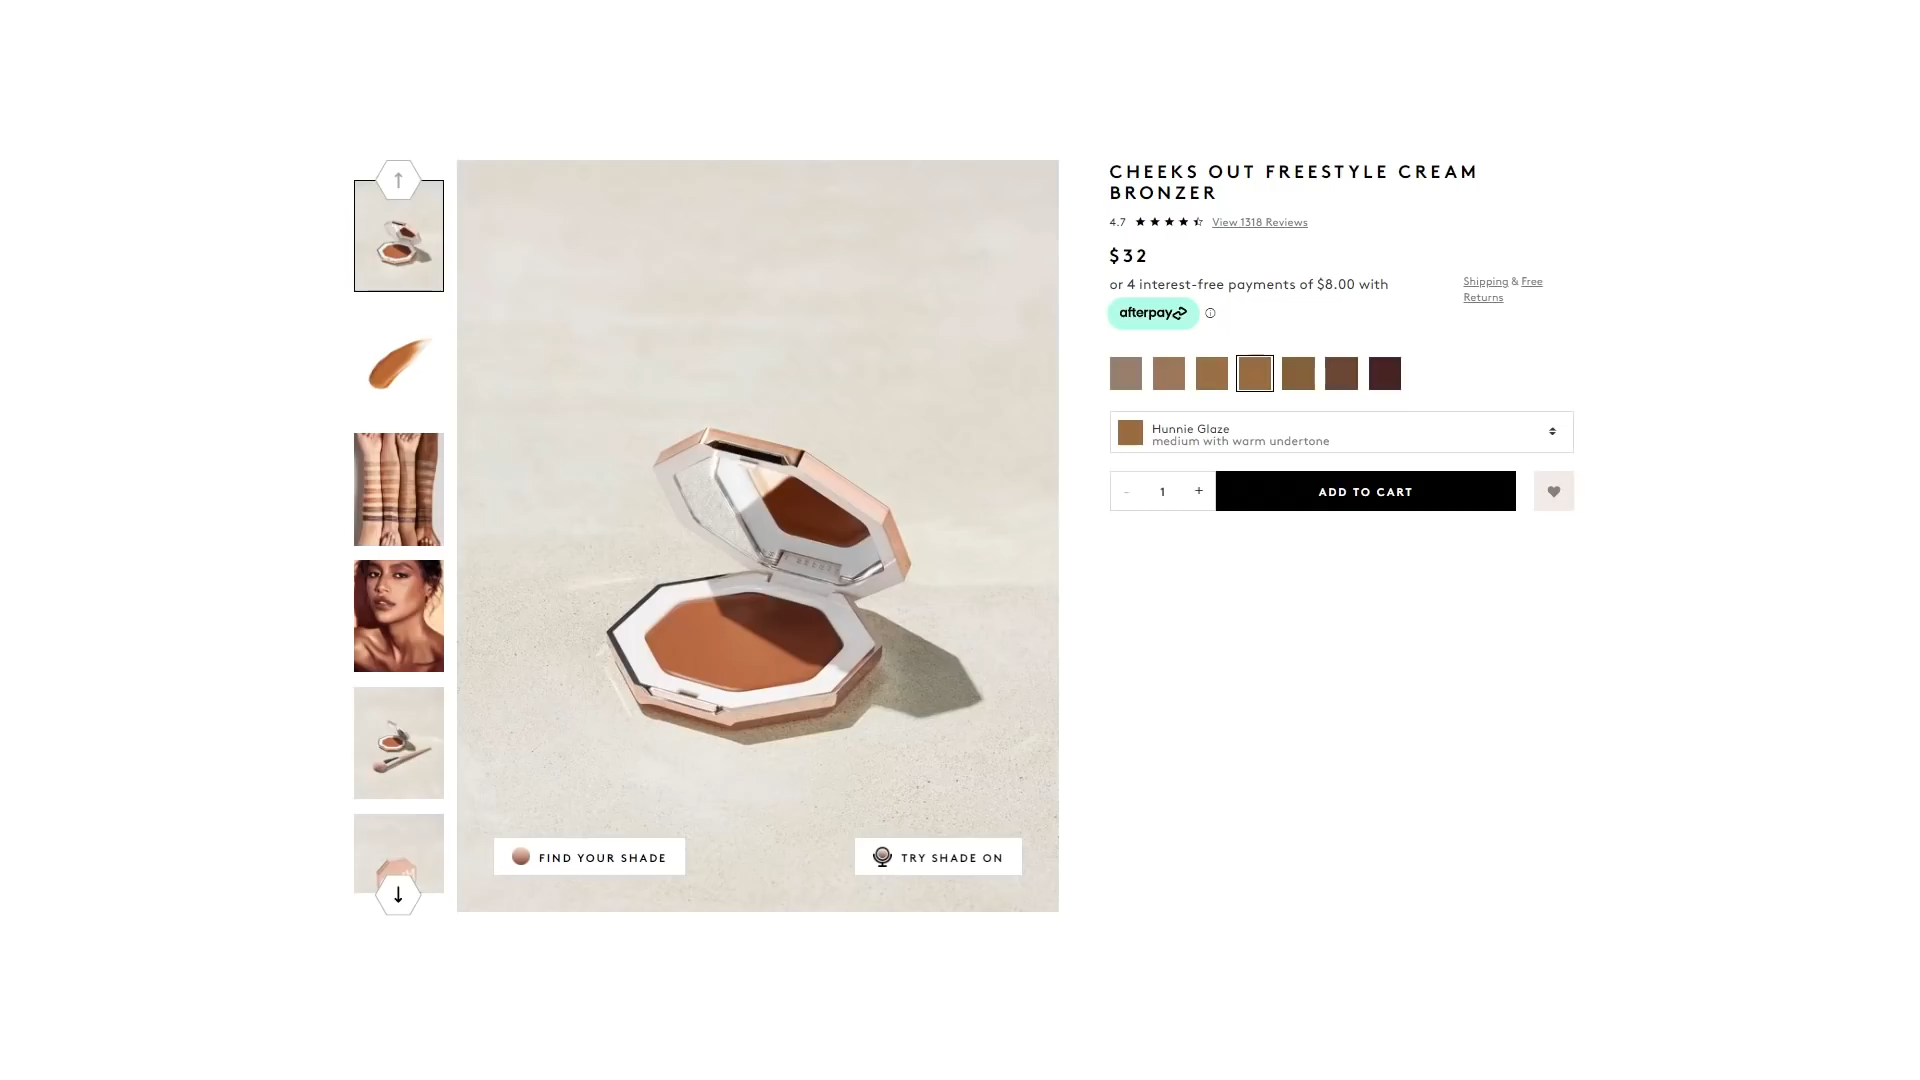 CHEEKS OUT FREESTYLE CREAM
BRONZER
4.7 View 1318 Reviews
$32
or 4 interest-free payments of $8.00 with
afterpay
Shipping & Free
Returns
Hunnie Glaze
medium with warm undertone
- 1 +
ADD TO CART
FIND YOUR SHADE
TRY SHADE ON